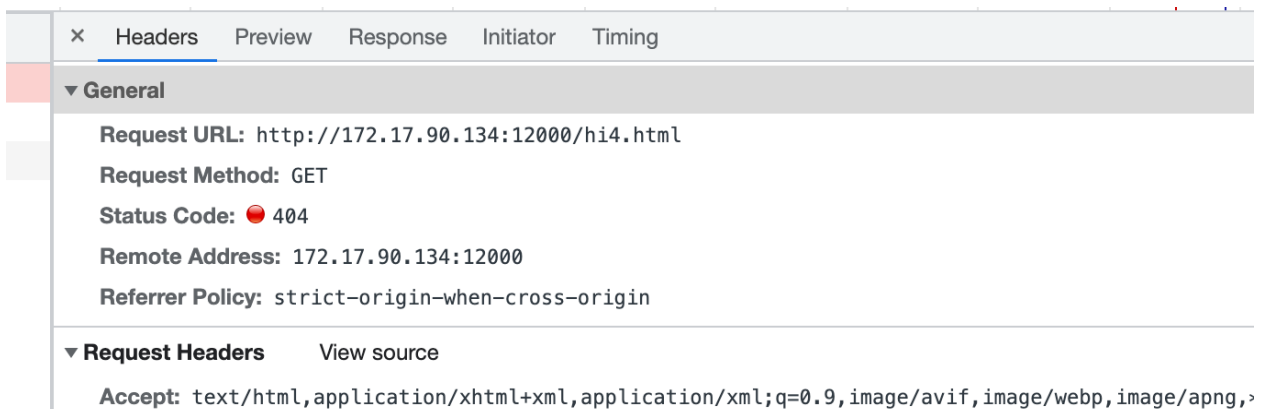 × Headers Preview Response Initiator Timing
▼ General
Request URL: http://172.17.90.134:12000/hi4.html
Request Method: GET
Status Code: 🔴 404
Remote Address: 172.17.90.134:12000
Referrer Policy: strict-origin-when-cross-origin
▼ Request Headers View source
Accept: text/html,application/xhtml+xml,application/xml;q=0.9,image/avif,image/webp,image/apng,